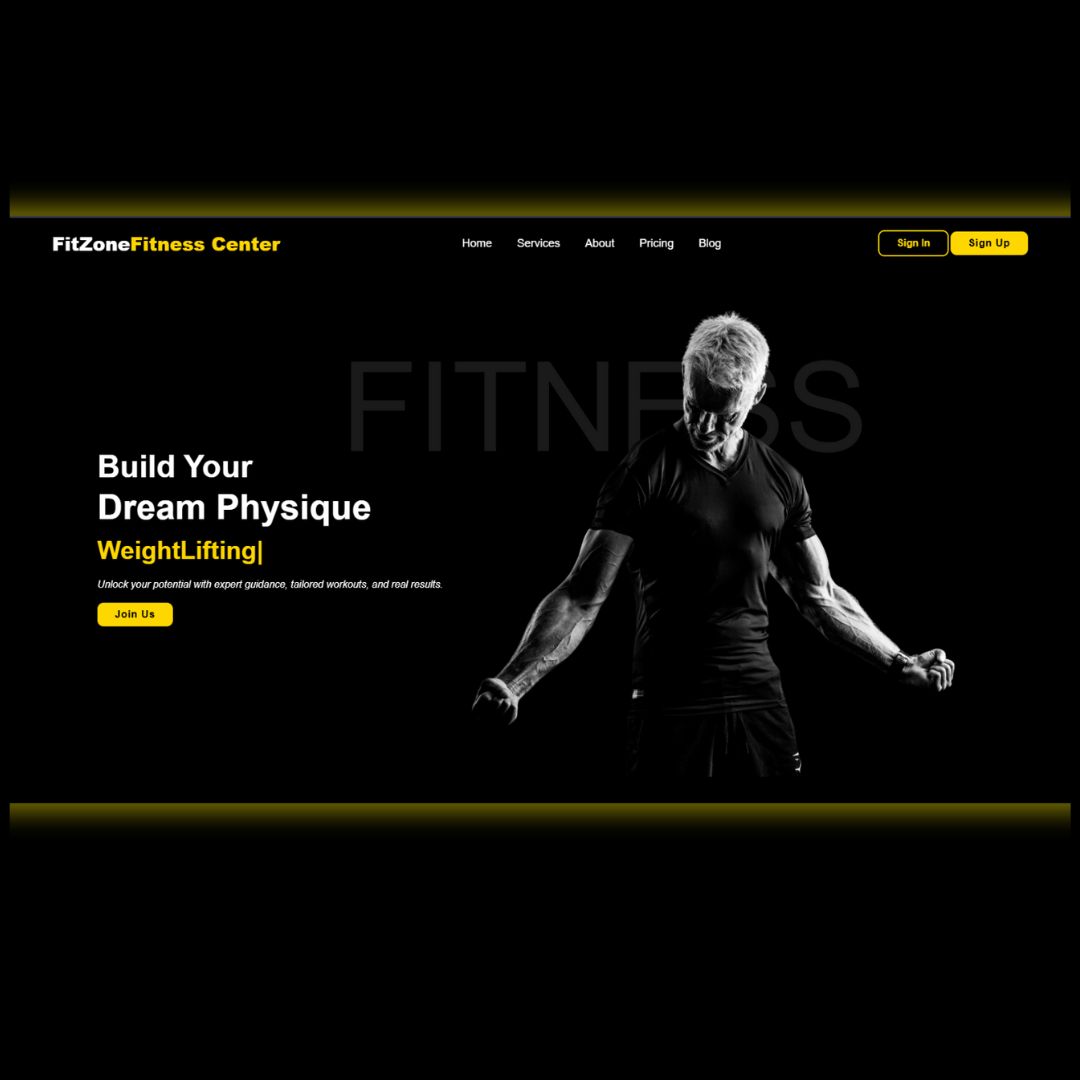 FitZoneFitness Center
Home Services About Pricing Blog
Sign In Sign Up
FITNESS
Build Your
Dream Physique
WeightLifting|
Unlock your potential with expert guidance, tailored workouts, and real results.
Join Us